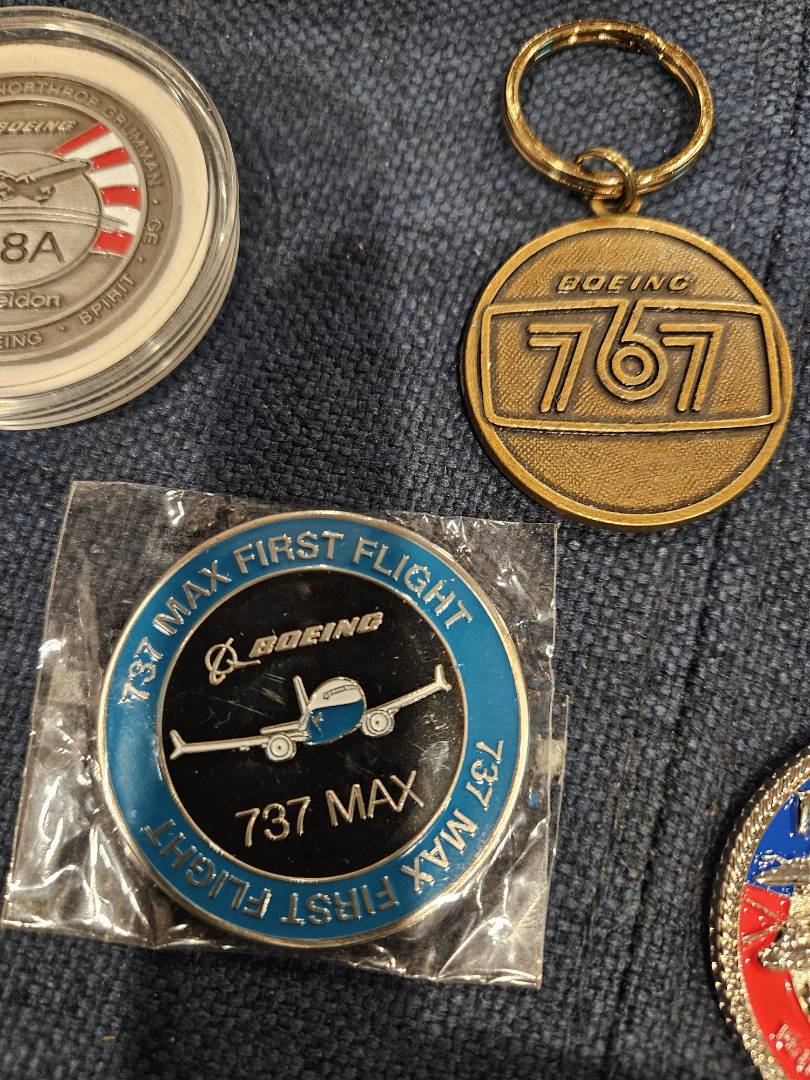 NORTHROP GRUMMAN · GE · SPIRIT ·
BOEING
8A
eidon
EING
BOEING
767
737 MAX FIRST FLIGHT
BOEING
737 MAX
737 MAX FIRST FLIGHT